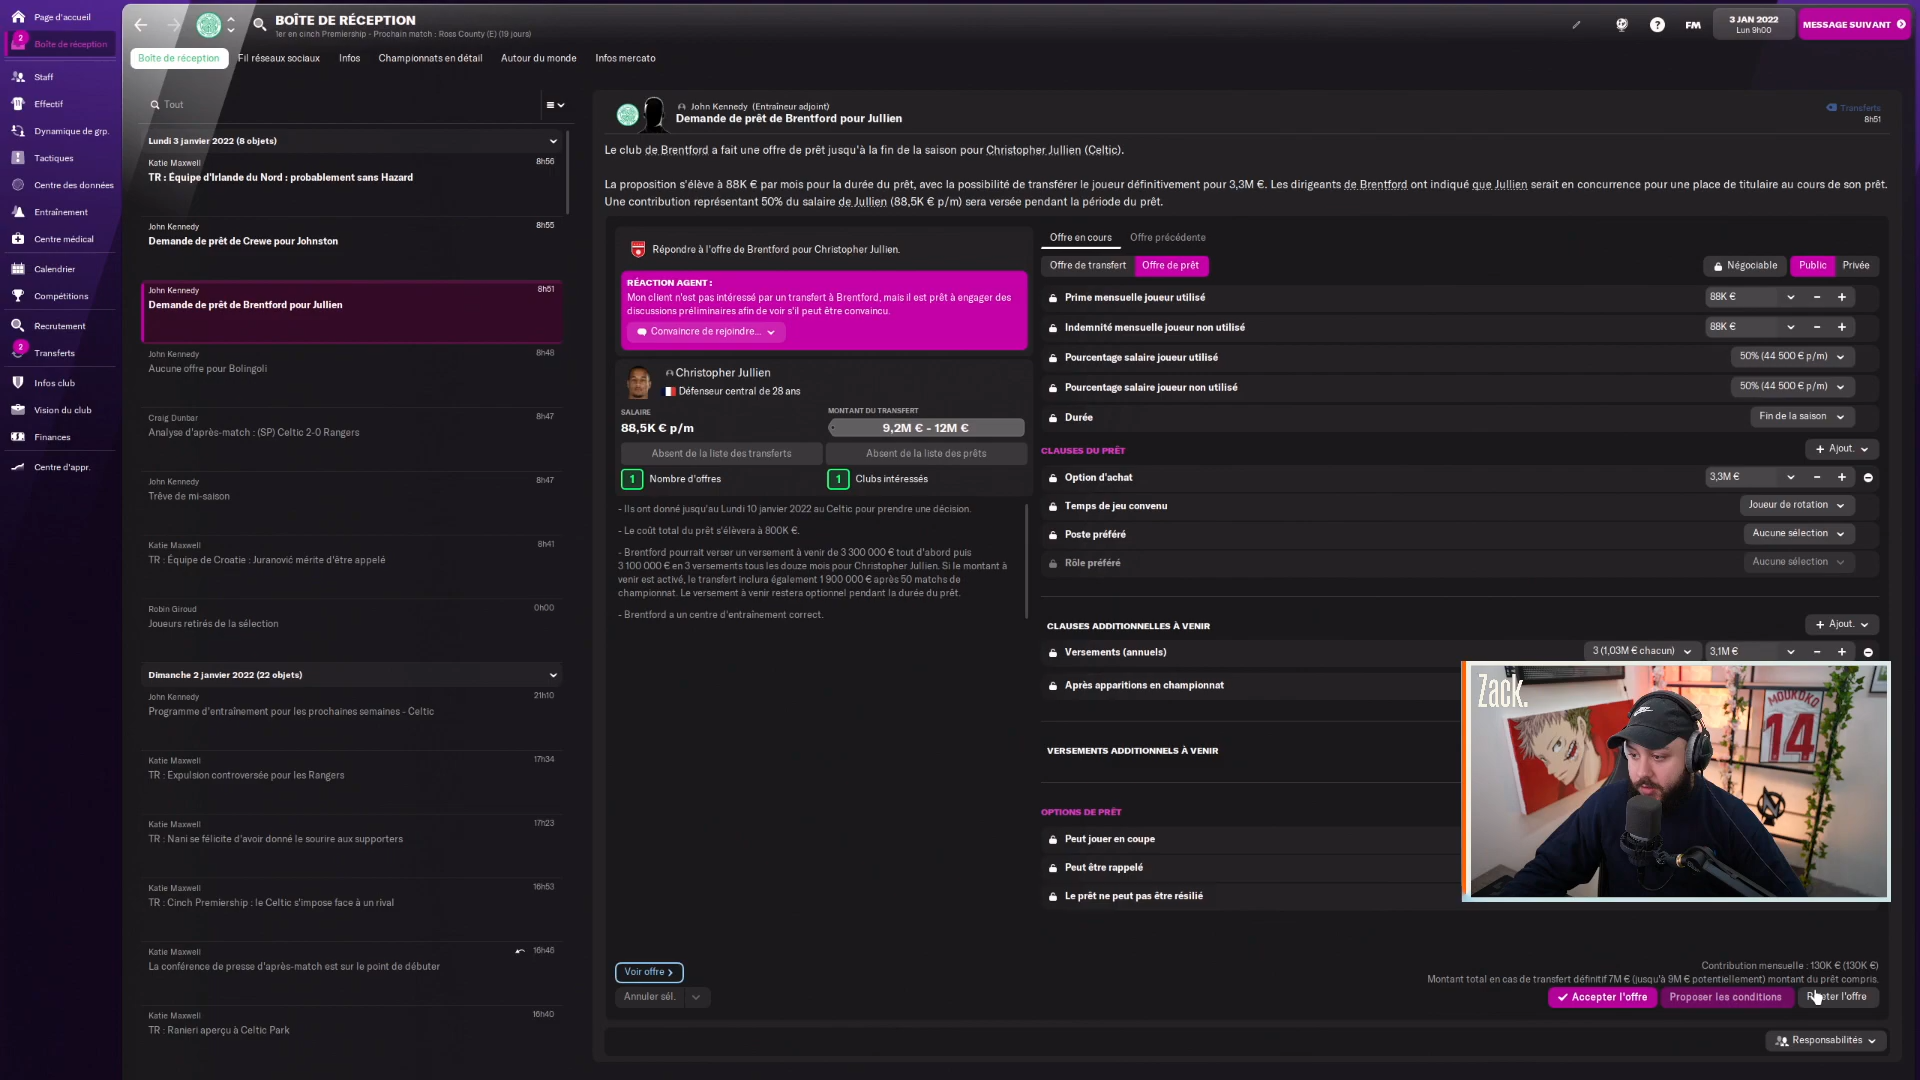 Page d'accueil
2
Boîte de réception
Staff
Effectif
Dynamique de grp.
Tactiques
Centre des données
Entraînement
Centre médical
Calendrier
Compétitions
Recrutement
2
Transferts
Infos club
Vision du club
Finances
Centre d'appr.
BOÎTE DE RÉCEPTION
1er en cinch Premiership - Prochain match : Ross County (E) (19 jours)
FM
3 JAN 2022
Lun 9h00
MESSAGE SUIVANT
Boîte de réception
Fil réseaux sociaux
Infos
Championnats en détail
Autour du monde
Infos mercato
Tout
Lundi 3 janvier 2022 (8 objets)
Katie Maxwell 8h56
TR : Équipe d'Irlande du Nord : probablement sans Hazard
John Kennedy 8h55
Demande de prêt de Crewe pour Johnston
John Kennedy 8h51
Demande de prêt de Brentford pour Jullien
John Kennedy 8h48
Aucune offre pour Bolingoli
Craig Dunbar 8h47
Analyse d'après-match : (SP) Celtic 2-0 Rangers
John Kennedy 8h47
Trêve de mi-saison
Katie Maxwell 8h41
TR : Équipe de Croatie : Juranović mérite d'être appelé
Robin Giroud 0h00
Joueurs retirés de la sélection
Dimanche 2 janvier 2022 (22 objets)
John Kennedy 21h10
Programme d'entraînement pour les prochaines semaines - Celtic
Katie Maxwell 17h34
TR : Expulsion controversée pour les Rangers
Katie Maxwell 17h23
TR : Nani se félicite d'avoir donné le sourire aux supporters
Katie Maxwell 16h53
TR : Cinch Premiership : le Celtic s'impose face à un rival
Katie Maxwell 16h46
La conférence de presse d'après-match est sur le point de débuter
Katie Maxwell 16h40
TR : Ranieri aperçu à Celtic Park
John Kennedy (Entraîneur adjoint)
Demande de prêt de Brentford pour Jullien
Transferts
8h51
Le club de Brentford a fait une offre de prêt jusqu'à la fin de la saison pour Christopher Jullien (Celtic).
La proposition s'élève à 88K € par mois pour la durée du prêt, avec la possibilité de transférer le joueur définitivement pour 3,3M €. Les dirigeants de Brentford ont indiqué que Jullien serait en concurrence pour une place de titulaire au cours de son prêt.
Une contribution représentant 50% du salaire de Jullien (88,5K € p/m) sera versée pendant la période du prêt.
Répondre à l'offre de Brentford pour Christopher Jullien.
RÉACTION AGENT :
Mon client n'est pas intéressé par un transfert à Brentford, mais il est prêt à engager des
discussions préliminaires afin de voir s'il peut être convaincu.
Convaincre de rejoindre...
Christopher Jullien
Défenseur central de 28 ans
SALAIRE
88,5K € p/m
MONTANT DU TRANSFERT
9,2M € - 12M €
Absent de la liste des transferts
Absent de la liste des prêts
1 Nombre d'offres
1 Clubs intéressés
- Ils ont donné jusqu'au Lundi 10 janvier 2022 au Celtic pour prendre une décision.
- Le coût total du prêt s'élèvera à 800K €.
- Brentford pourrait verser un versement à venir de 3 300 000 € tout d'abord puis
3 100 000 € en 3 versements tous les douze mois pour Christopher Jullien. Si le montant à
venir est activé, le transfert inclura également 1 900 000 € après 50 matchs de
championnat. Le versement à venir restera optionnel pendant la durée du prêt.
- Brentford a un centre d'entraînement correct.
Offre en cours
Offre précédente
Offre de transfert
Offre de prêt
Négociable
Public
Privée
Prime mensuelle joueur utilisé 88K €
Indemnité mensuelle joueur non utilisé 88K €
Pourcentage salaire joueur utilisé 50% (44 500 € p/m)
Pourcentage salaire joueur non utilisé 50% (44 500 € p/m)
Durée Fin de la saison
CLAUSES DU PRÊT
Ajout.
Option d'achat 3,3M €
Temps de jeu convenu Joueur de rotation
Poste préféré Aucune sélection
Rôle préféré Aucune sélection
CLAUSES ADDITIONNELLES À VENIR
Ajout.
Versements (annuels) 3 (1,03M € chacun) 3,1M €
Après apparitions en championnat
VERSEMENTS ADDITIONNELS À VENIR
OPTIONS DE PRÊT
Peut jouer en coupe
Peut être rappelé
Le prêt ne peut pas être résilié
Zack.
MOUKOKO
14
Voir offre
Annuler sél.
Contribution mensuelle : 130K € (130K €)
Montant total en cas de transfert définitif 7M € (jusqu'à 9M € potentiellement) montant du prêt compris.
Accepter l'offre
Proposer les conditions
l'offre
Responsabilités